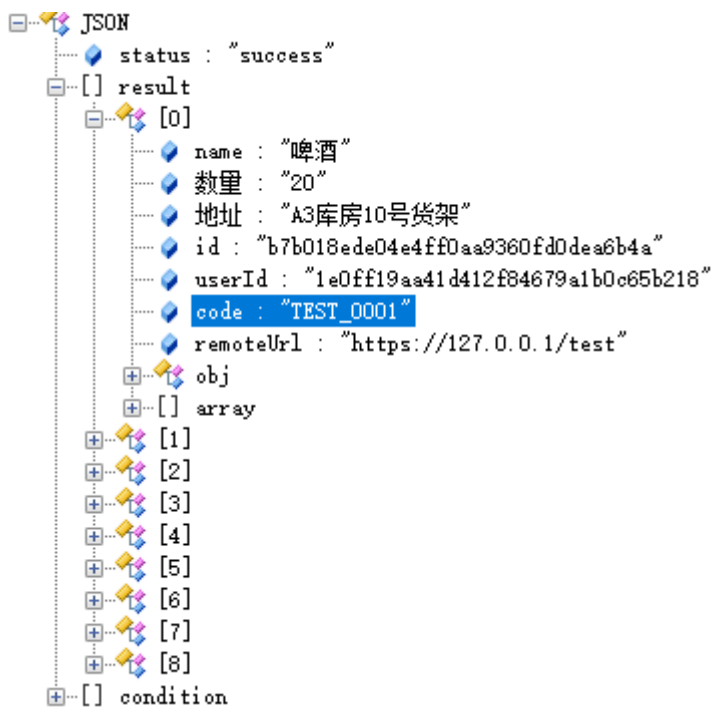 JSON
status : "success"
[] result
[0]
name : "啤酒"
数量 : "20"
地址 : "A3库房10号货架"
id : "b7b018ede04e4ff0aa9360fd0dea6b4a"
userId : "1e0ff19aa41d412f84679a1b0c65b218"
code : "TEST_0001"
remoteUrl : "https://127.0.0.1/test"
obj
[] array
[1]
[2]
[3]
[4]
[5]
[6]
[7]
[8]
[] condition